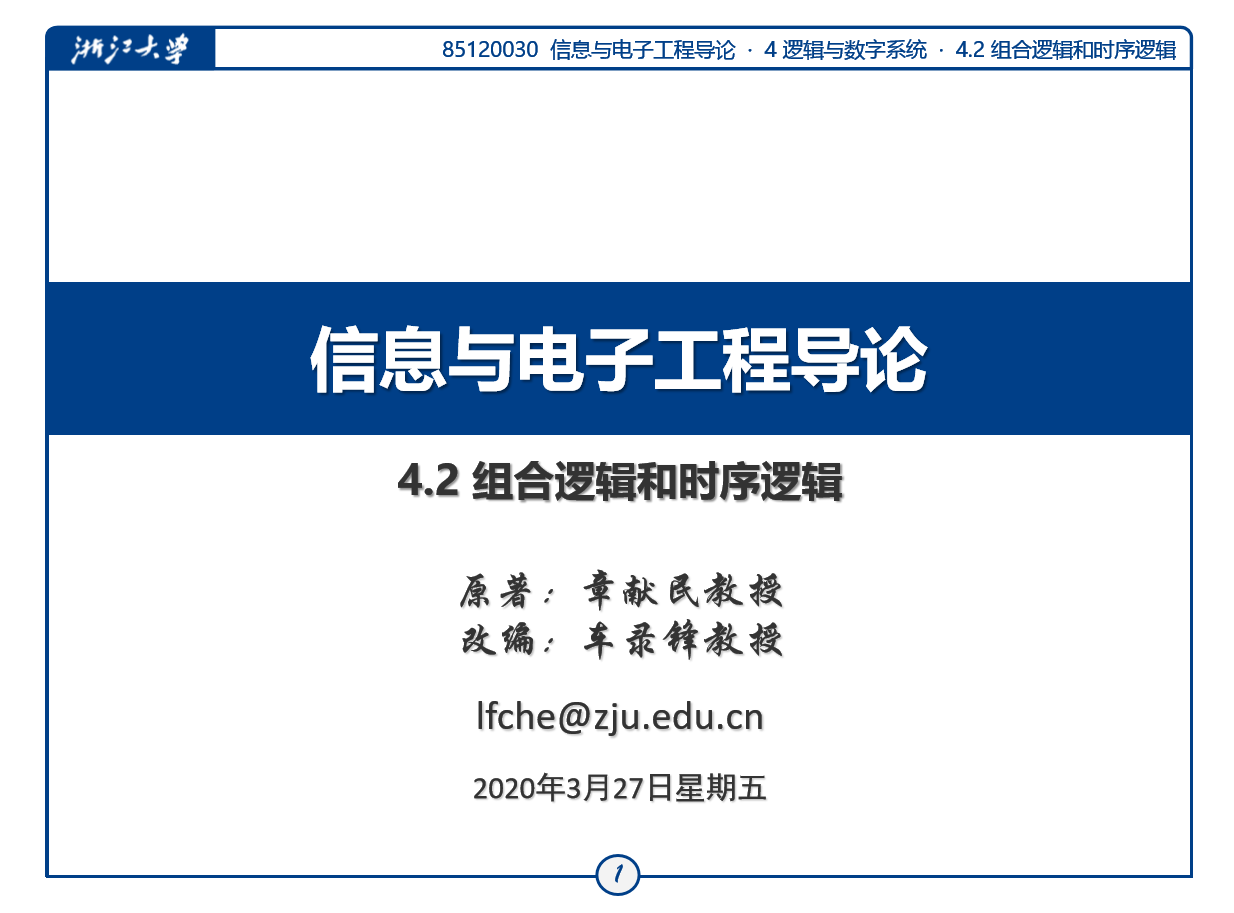 浙江大学
85120030 信息与电子工程导论 · 4 逻辑与数字系统 · 4.2 组合逻辑和时序逻辑
信息与电子工程导论
4.2 组合逻辑和时序逻辑
原著：章献民教授
改编：车录锋教授
lfche@zju.edu.cn
2020年3月27日星期五
1